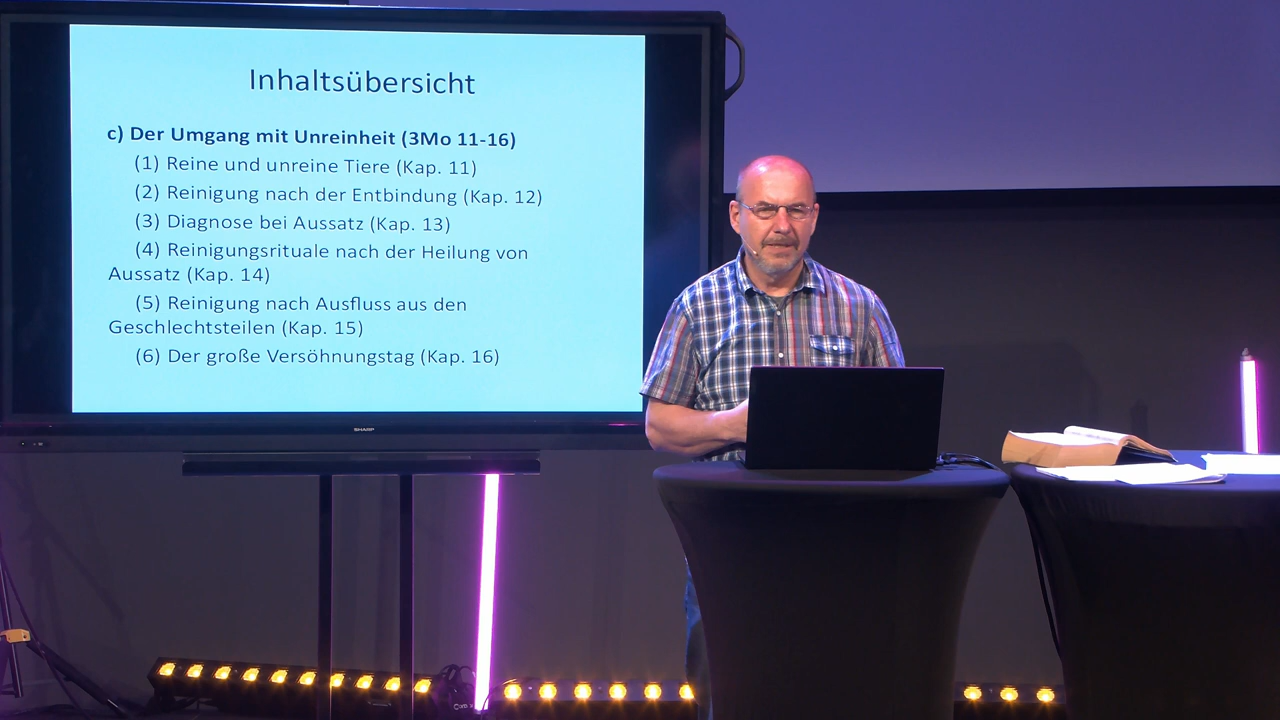 Inhaltsübersicht
c) Der Umgang mit Unreinheit (3Mo 11-16)
(1) Reine und unreine Tiere (Kap. 11)
(2) Reinigung nach der Entbindung (Kap. 12)
(3) Diagnose bei Aussatz (Kap. 13)
(4) Reinigungsrituale nach der Heilung von
Aussatz (Kap. 14)
(5) Reinigung nach Ausfluss aus den
Geschlechtsteilen (Kap. 15)
(6) Der große Versöhnungstag (Kap. 16)
SHARP